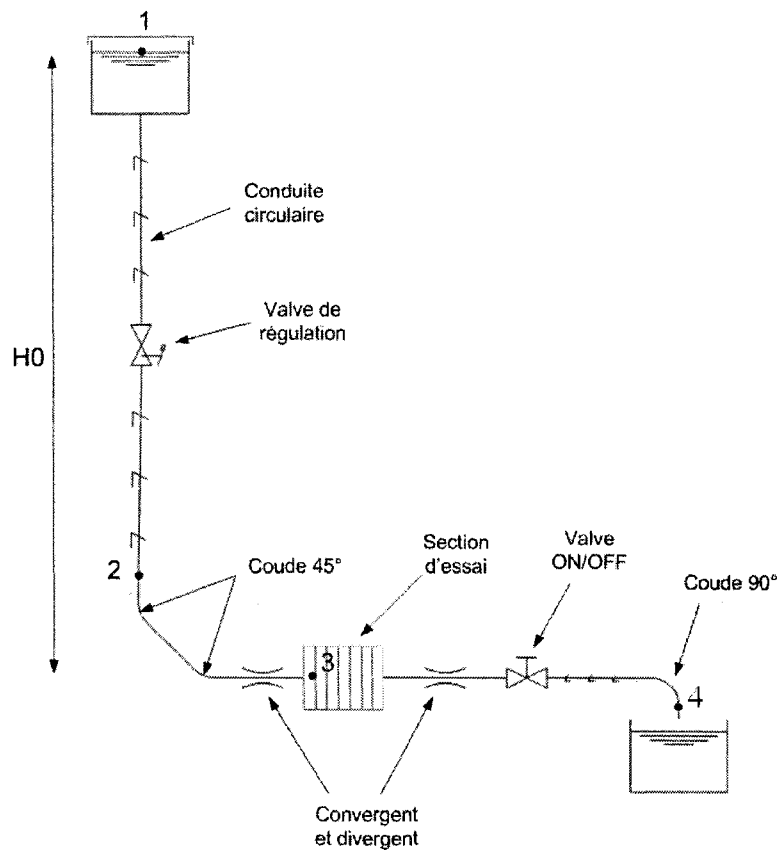 1
Conduite
circulaire
Valve de
régulation
H0
2
Coude 45°
Section
d'essai
Valve
ON/OFF
Coude 90°
3
4
Convergent
et divergent